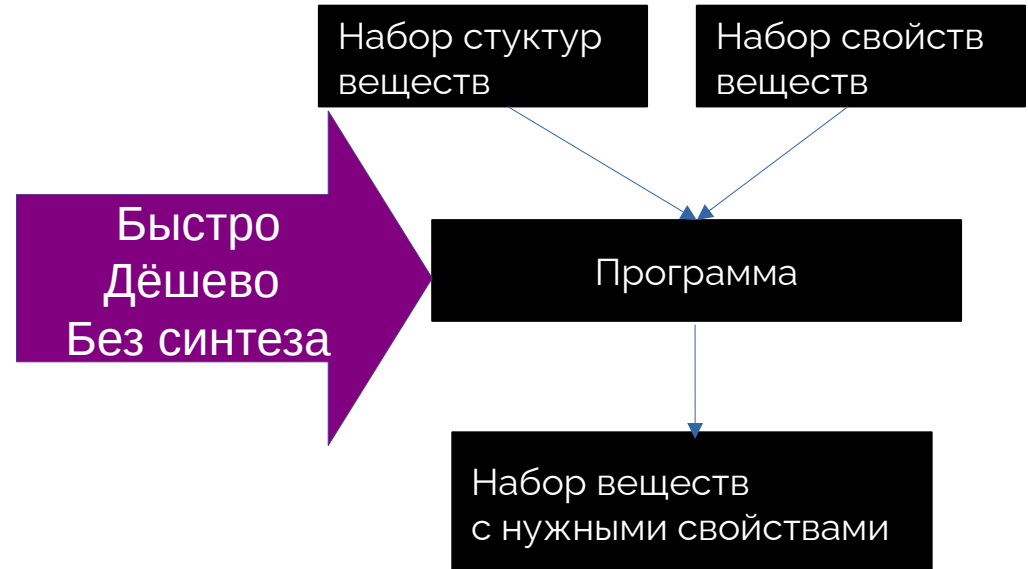 Набор стуктур
веществ
Набор свойств
веществ
Быстро
Дёшево
Без синтеза
Программа
Набор веществ
с нужными свойствами